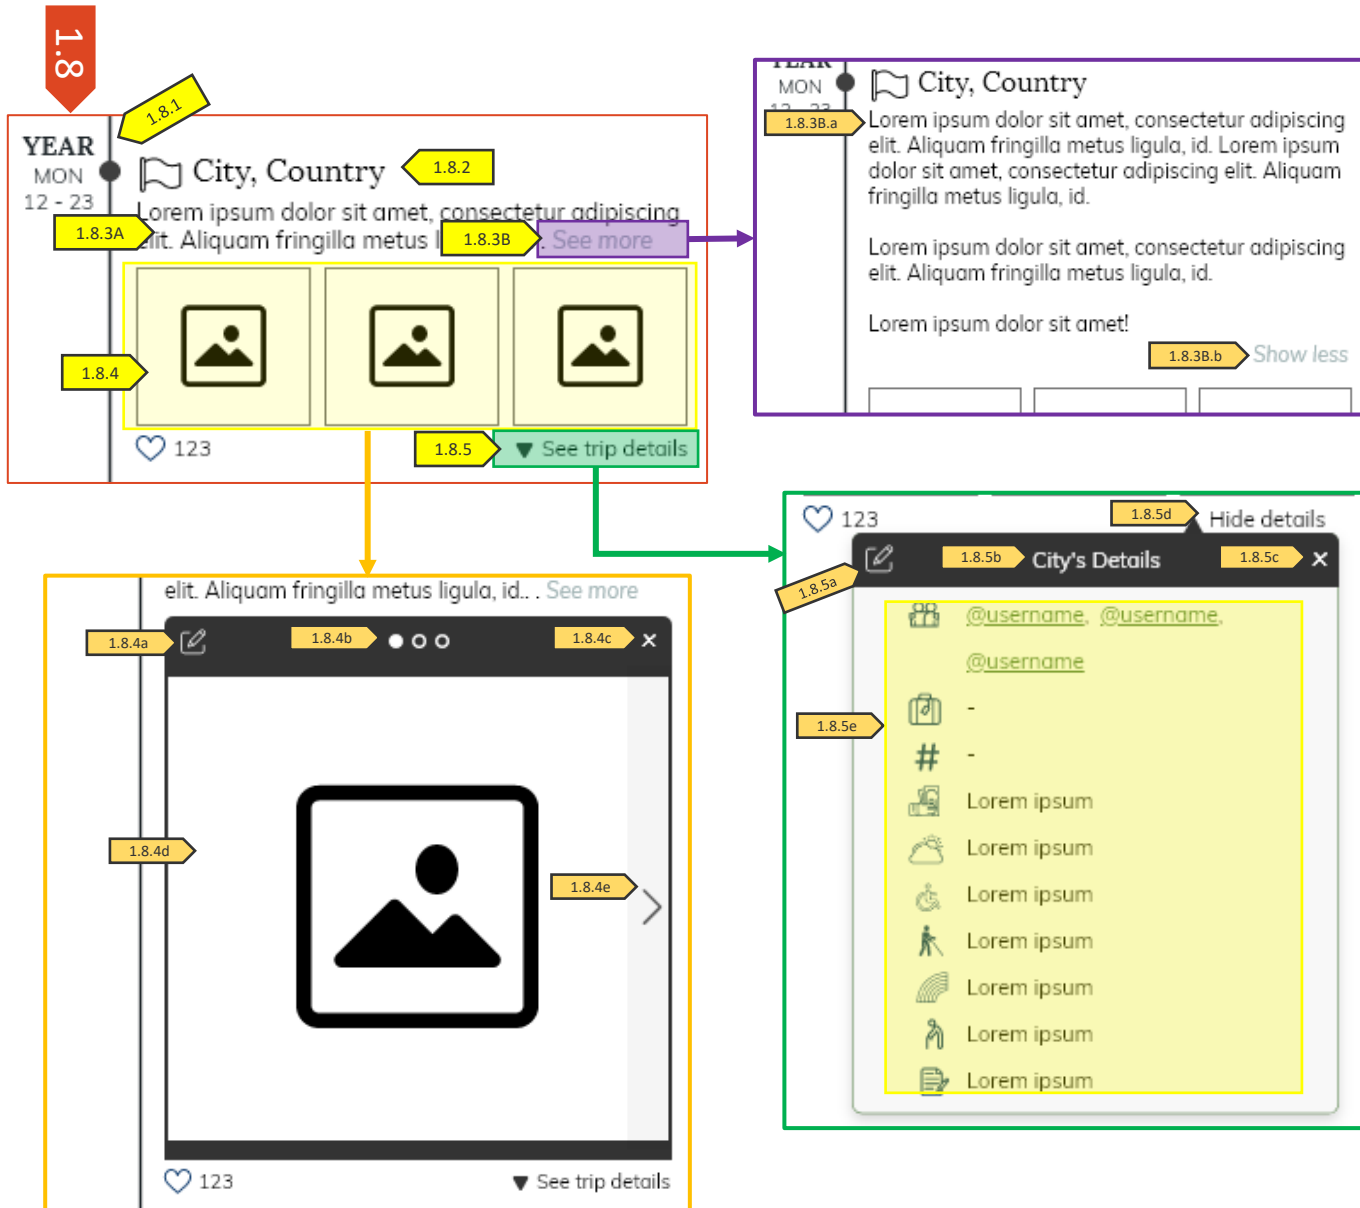 1.8
1.8.1
YEAR
MON
12 - 23
City, Country
1.8.2
1.8.3A
Lorem ipsum dolor sit amet, consectetur adipiscing
elit. Aliquam fringilla metus l
1.8.3B
. See more
1.8.4
123
1.8.5
▼ See trip details
YEAR
MON
12 - 23
City, Country
1.8.3B.a
Lorem ipsum dolor sit amet, consectetur adipiscing
elit. Aliquam fringilla metus ligula, id. Lorem ipsum
dolor sit amet, consectetur adipiscing elit. Aliquam
fringilla metus ligula, id.
Lorem ipsum dolor sit amet, consectetur adipiscing
elit. Aliquam fringilla metus ligula, id.
Lorem ipsum dolor sit amet!
1.8.3B.b
Show less
elit. Aliquam fringilla metus ligula, id.. . See more
1.8.4a
1.8.4b
1.8.4c
×
1.8.4d
1.8.4e
123
▼ See trip details
123
1.8.5d
Hide details
1.8.5a
1.8.5b
City's Details
1.8.5c
×
@username, @username,
@username
1.8.5e
-
# -
Lorem ipsum
Lorem ipsum
Lorem ipsum
Lorem ipsum
Lorem ipsum
Lorem ipsum
Lorem ipsum